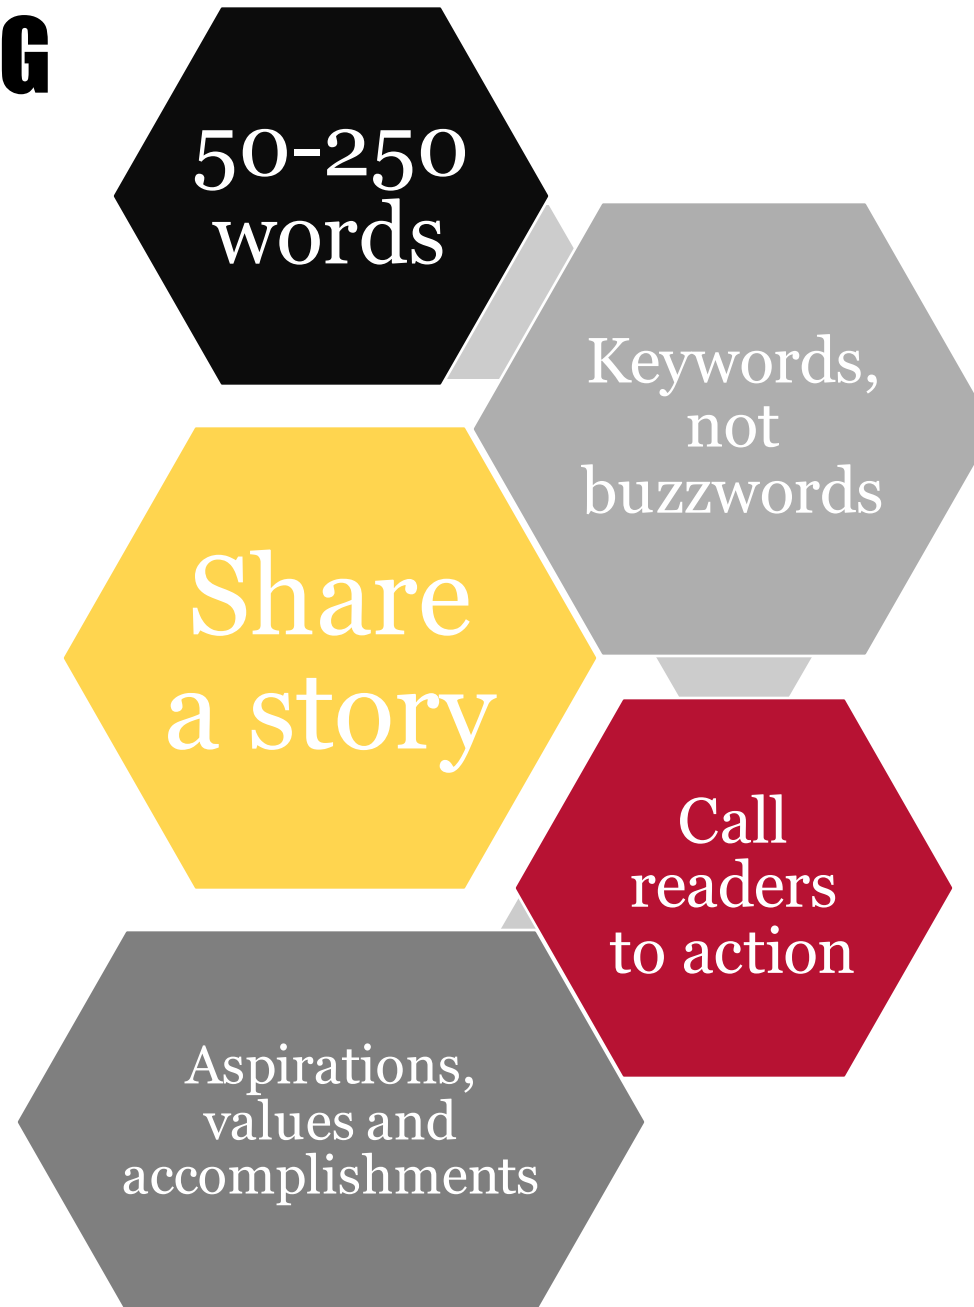 G
50-250
words
Keywords,
not
buzzwords
Share
a story
Call
readers
to action
Aspirations,
values and
accomplishments